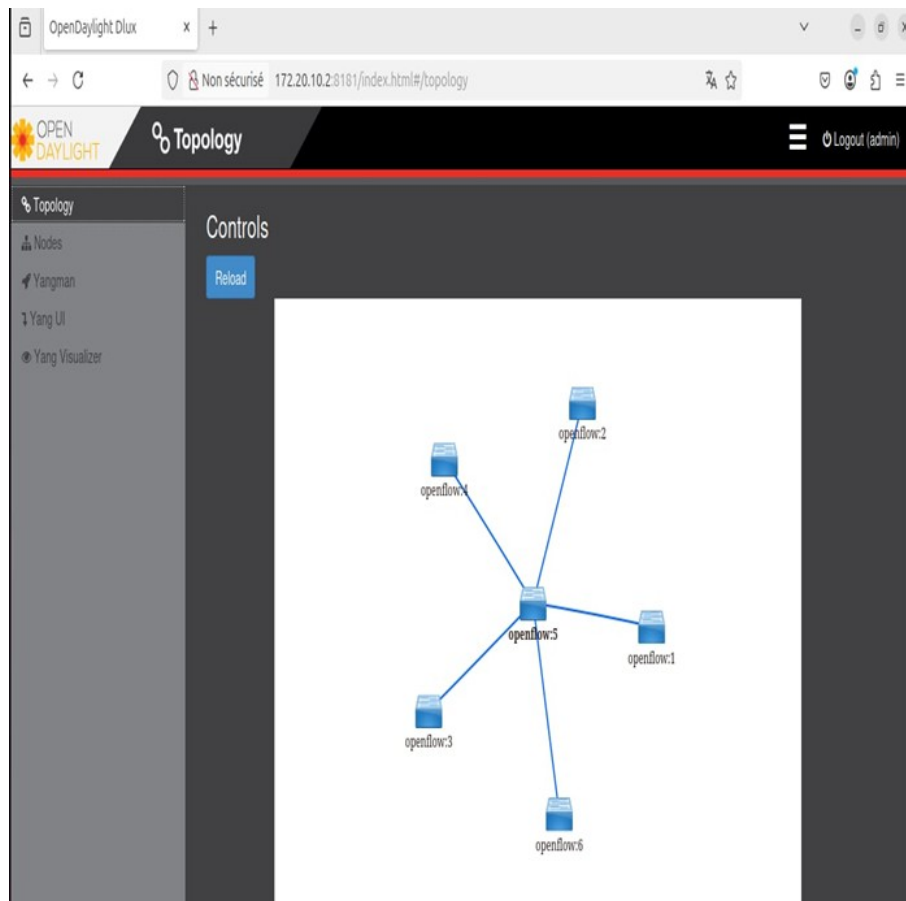 OpenDaylight Dlux
Non sécurisé 172.20.10.2:8181/index.html#/topology
OPEN
DAYLIGHT
Topology
Logout (admin)
Topology
Nodes
Yangman
Yang UI
Yang Visualizer
Controls
Reload
openflow:2
openflow:4
openflow:5
openflow:1
openflow:3
openflow:6